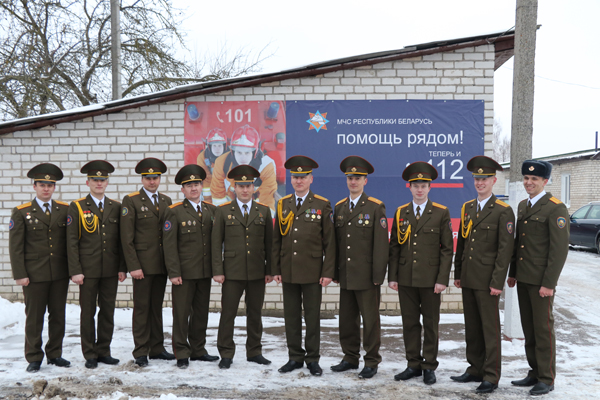 101
МЧС РЕСПУБЛИКИ БЕЛАРУСЬ
ПОМОЩЬ РЯДОМ!
ТЕПЕРЬ И
112